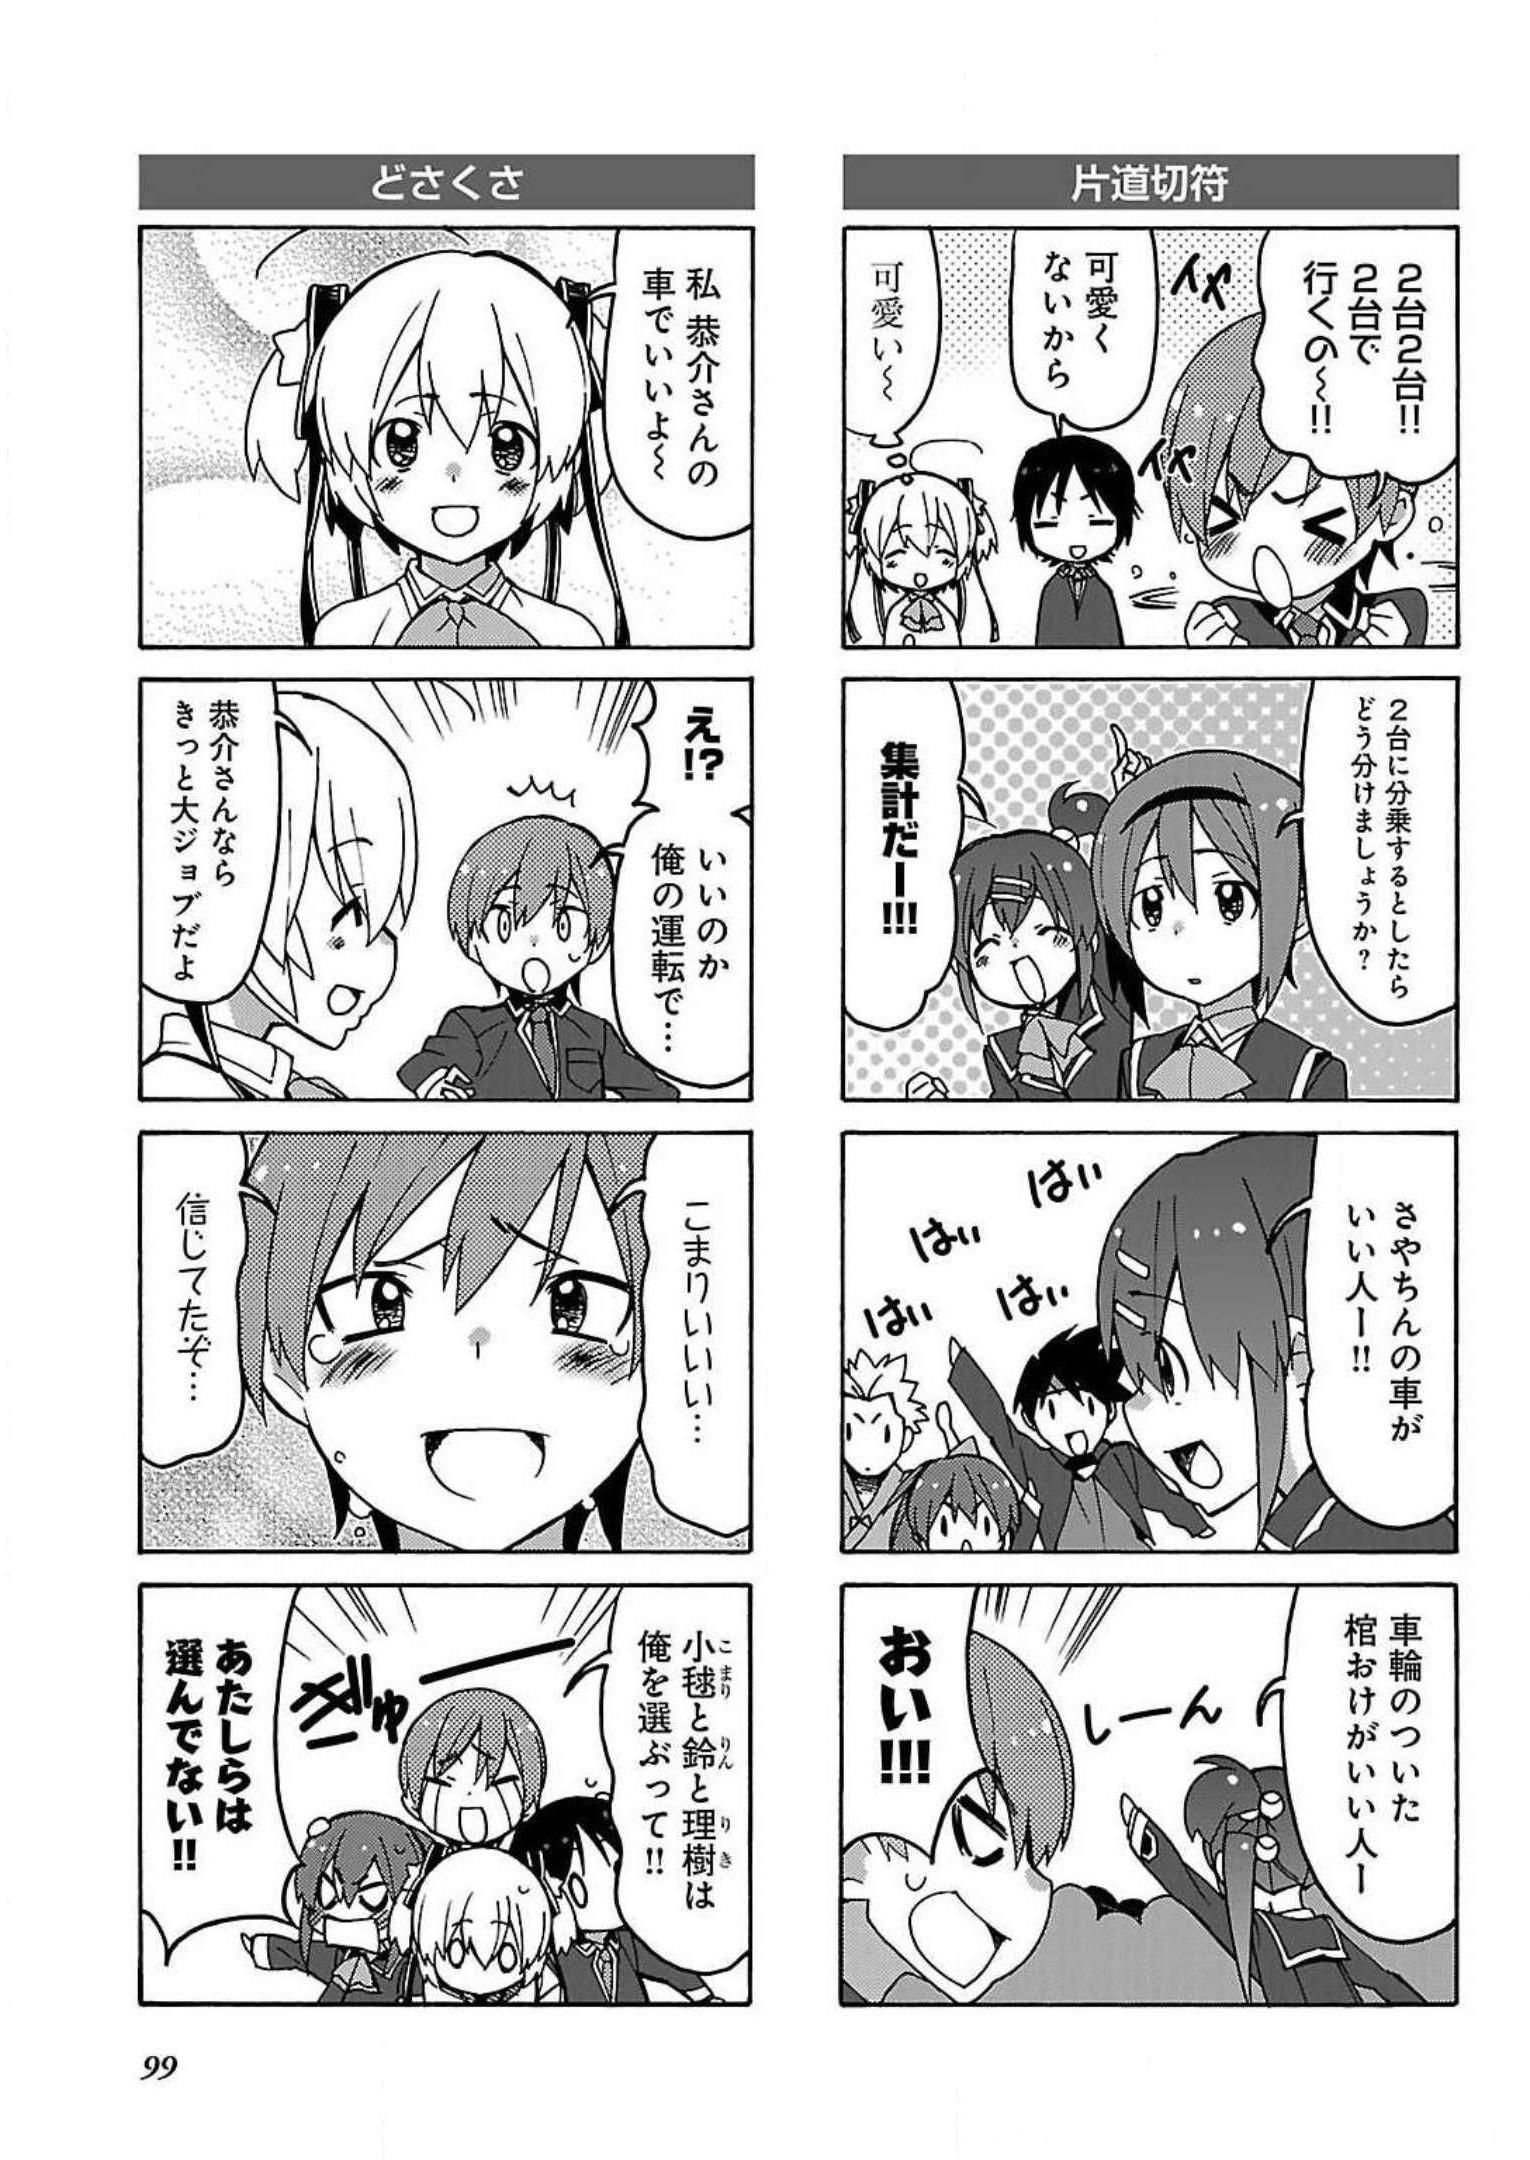 片道切符
2台2台!!
2台で
行くの〜!!
イヤ
イヤ
可愛く
ないから
可愛い〜
2台に分乗するとしたら
どう分けましょうか?
集計だー!!!
さやちんの車が
いい人ー!!
はい
はい
はい
はい
車輪のついた
棺おけがいい人ー
しーん
おい!!!
どさくさ
私 恭介さんの
車でいいよ〜
え!?
いいのか
俺の運転で…
恭介さんなら
きっと大ジョブだよ
こまりいいい…
信じてたぞ…
小毬と鈴と理樹は
こまり りん りき
俺を選ぶって!!
ぎゅー
あたしらは
選んでない!!
99